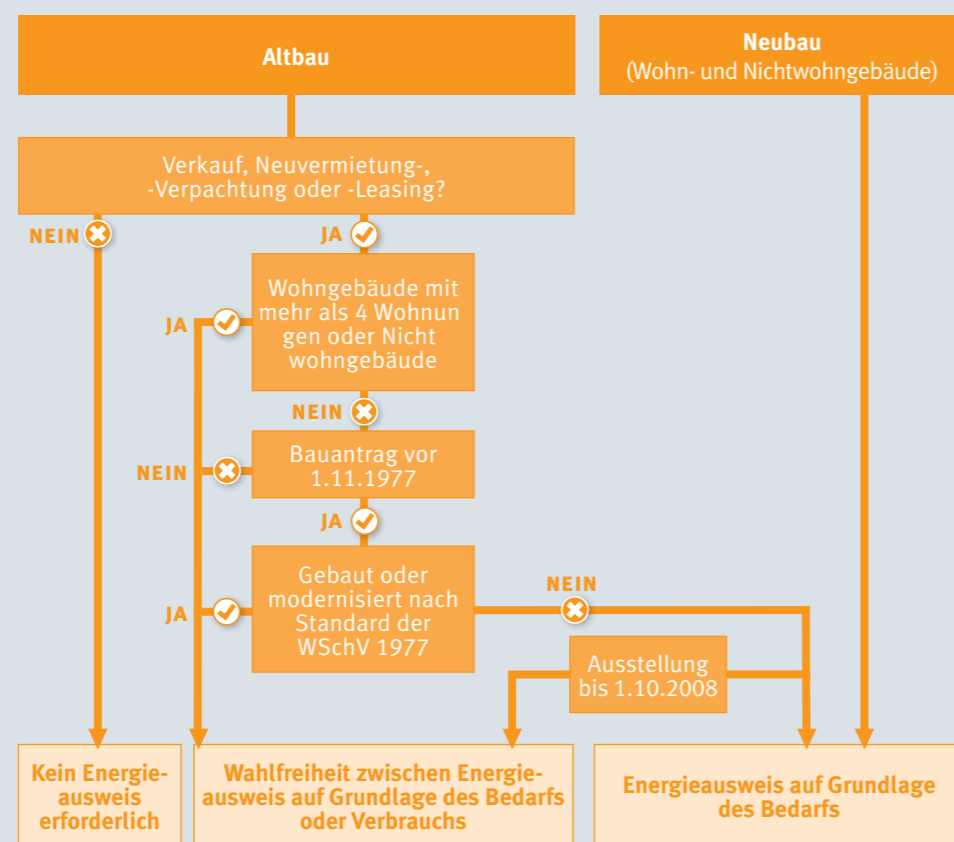 Altbau
Neubau
(Wohn- und Nichtwohngebäude)
Verkauf, Neuvermietung-,
-Verpachtung oder -Leasing?
NEIN
JA
Wohngebäude mit
mehr als 4 Wohnun
gen oder Nicht
wohngebäude
JA
NEIN
Bauantrag vor
1.11.1977
NEIN
JA
Gebaut oder
modernisiert nach
Standard der
WSchV 1977
JA
NEIN
Ausstellung
bis 1.10.2008
Kein Energie-
ausweis
erforderlich
Wahlfreiheit zwischen Energie-
ausweis auf Grundlage des Bedarfs
oder Verbrauchs
Energieausweis auf Grundlage
des Bedarfs